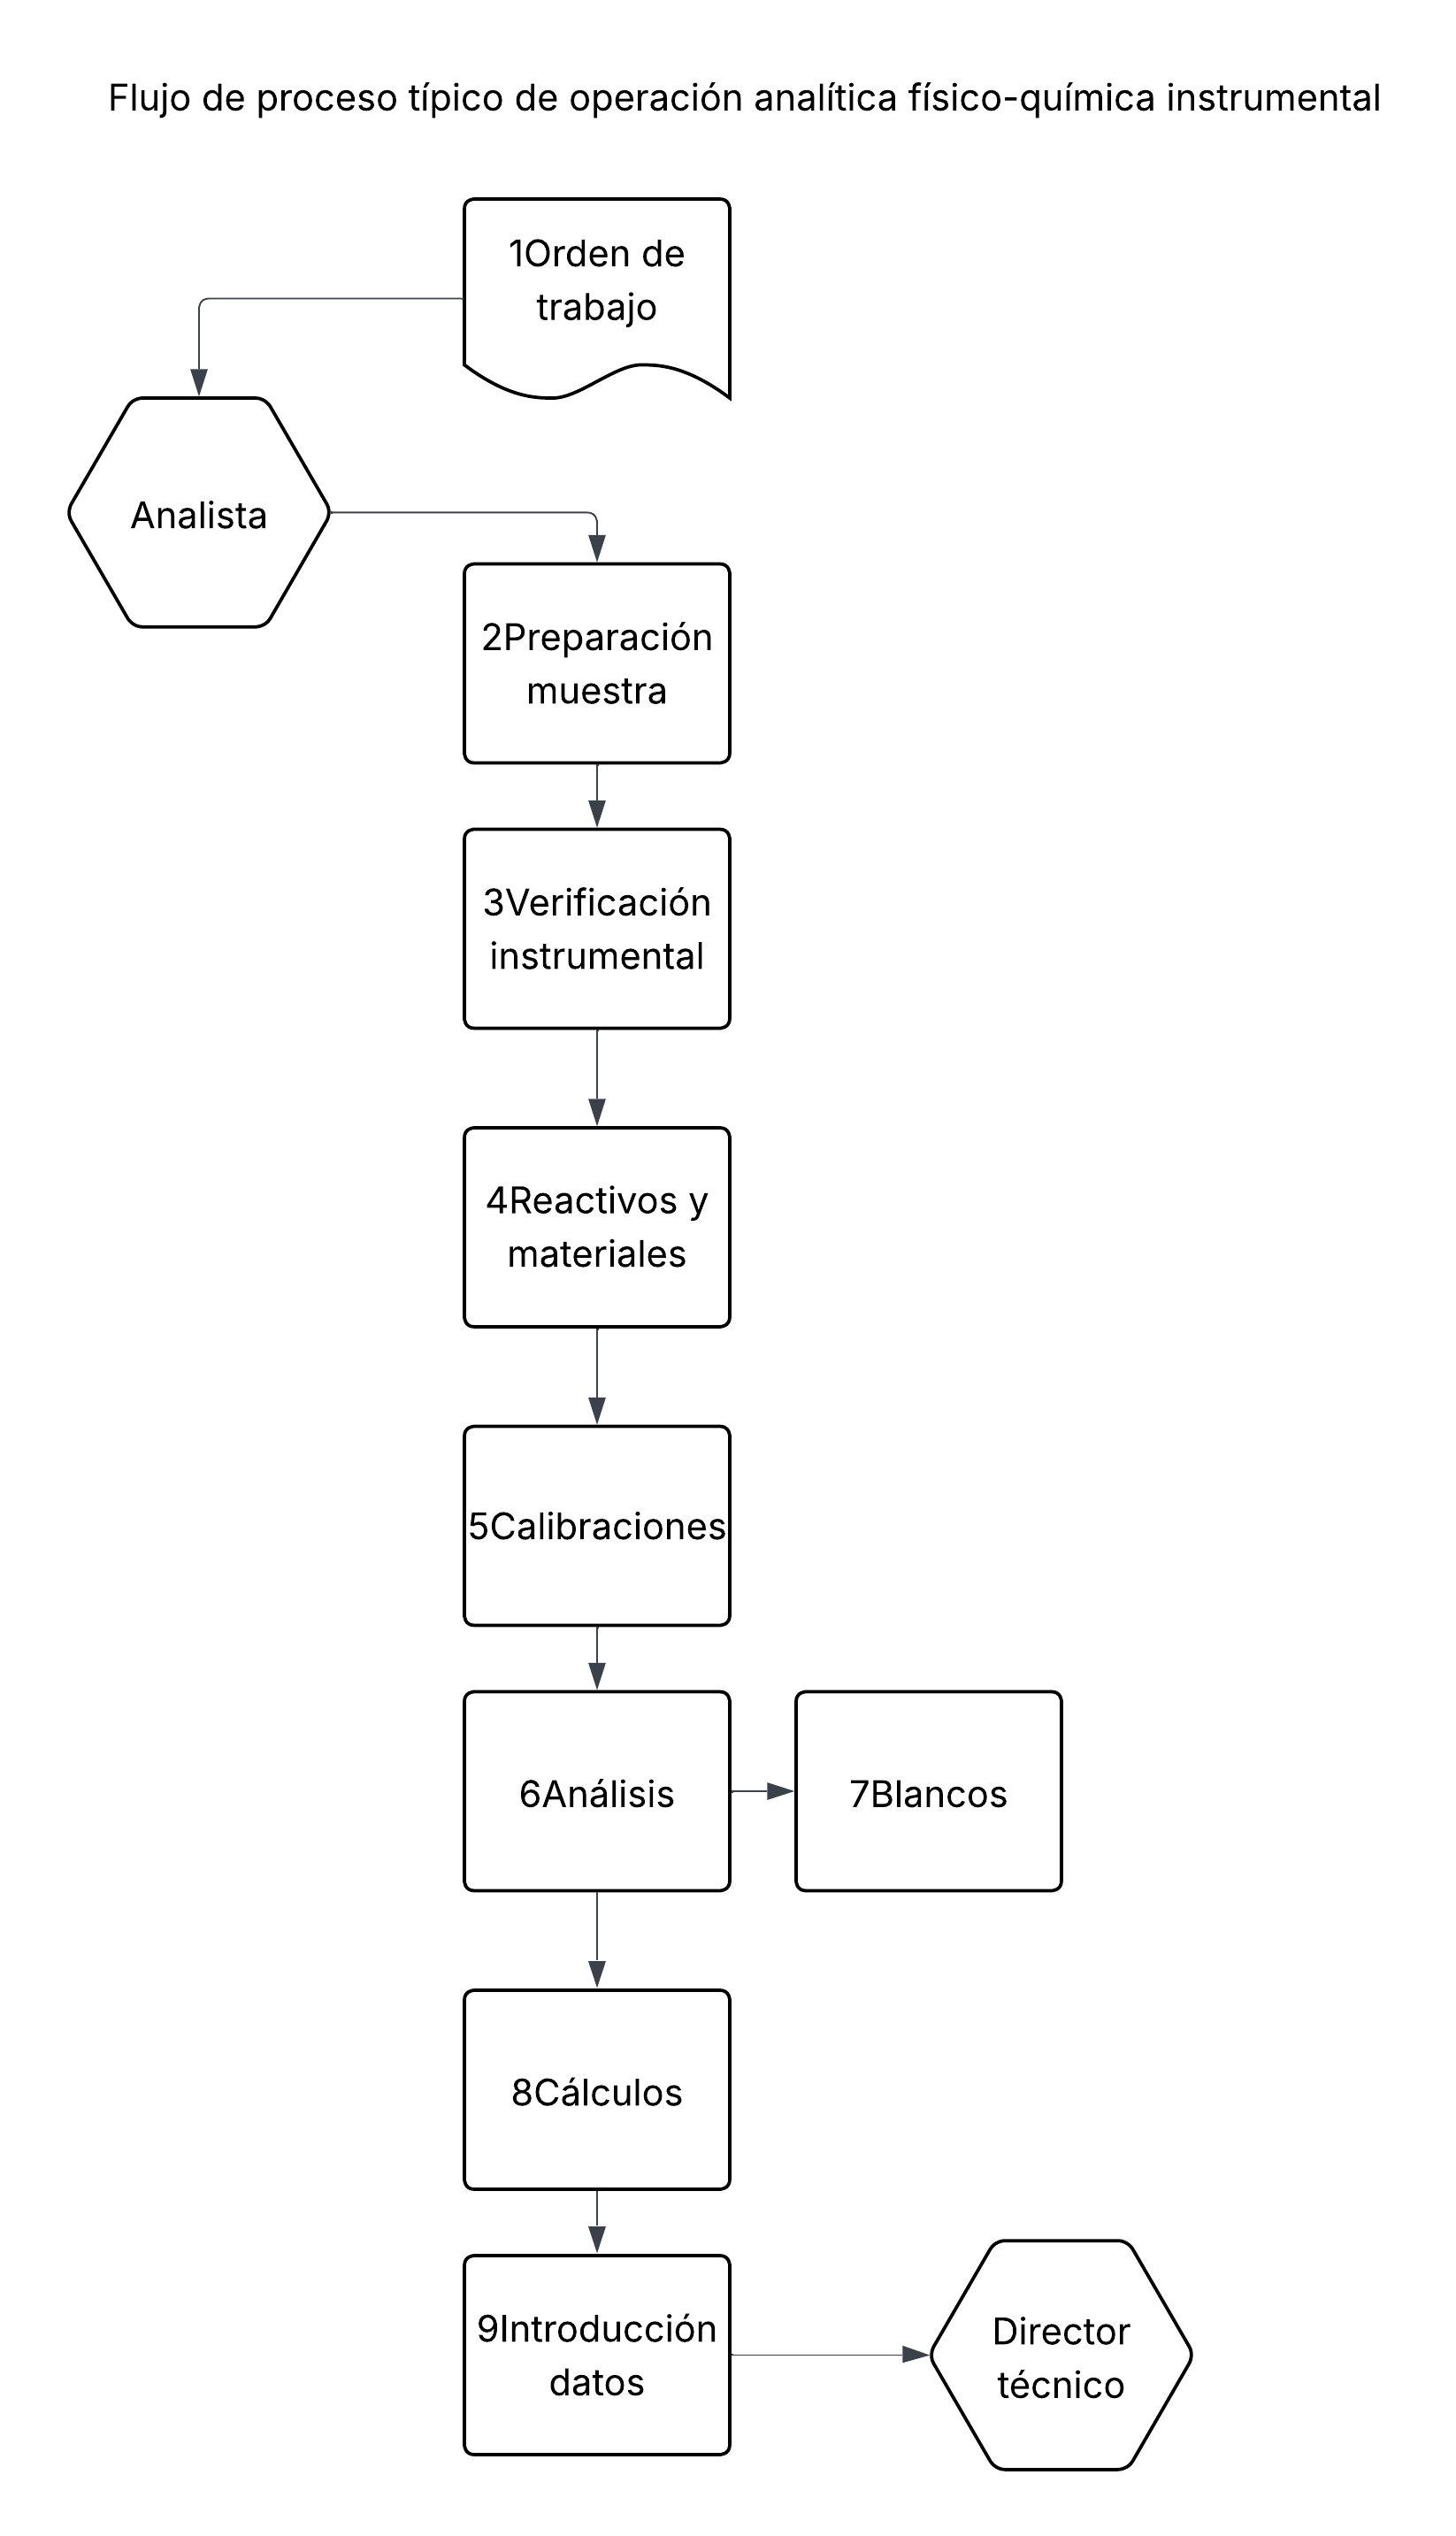 Flujo de proceso típico de operación analítica físico-química instrumental
1Orden de
trabajo
Analista
2Preparación
muestra
3Verificación
instrumental
4Reactivos y
materiales
5Calibraciones
6Análisis
7Blancos
8Cálculos
9Introducción
datos
Director
técnico